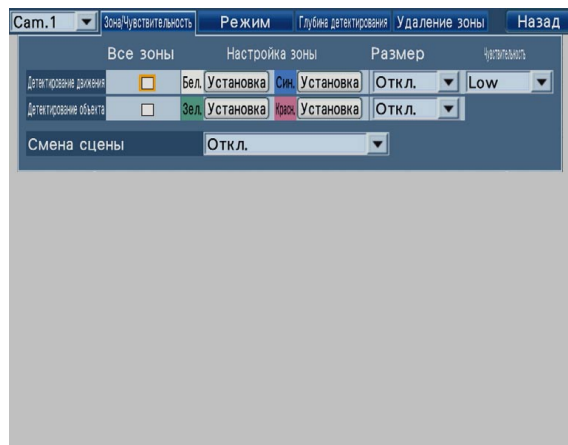 Cam.1 Зона/Чувствительность Режим Глубина детектирования Удаление зоны Назад
Все зоны Настройка зоны Размер Чувствительность
Детектирование движения Бел. Установка Син. Установка Откл. Low
Детектирование объекта Зел. Установка Красн. Установка Откл.
Смена сцены Откл.